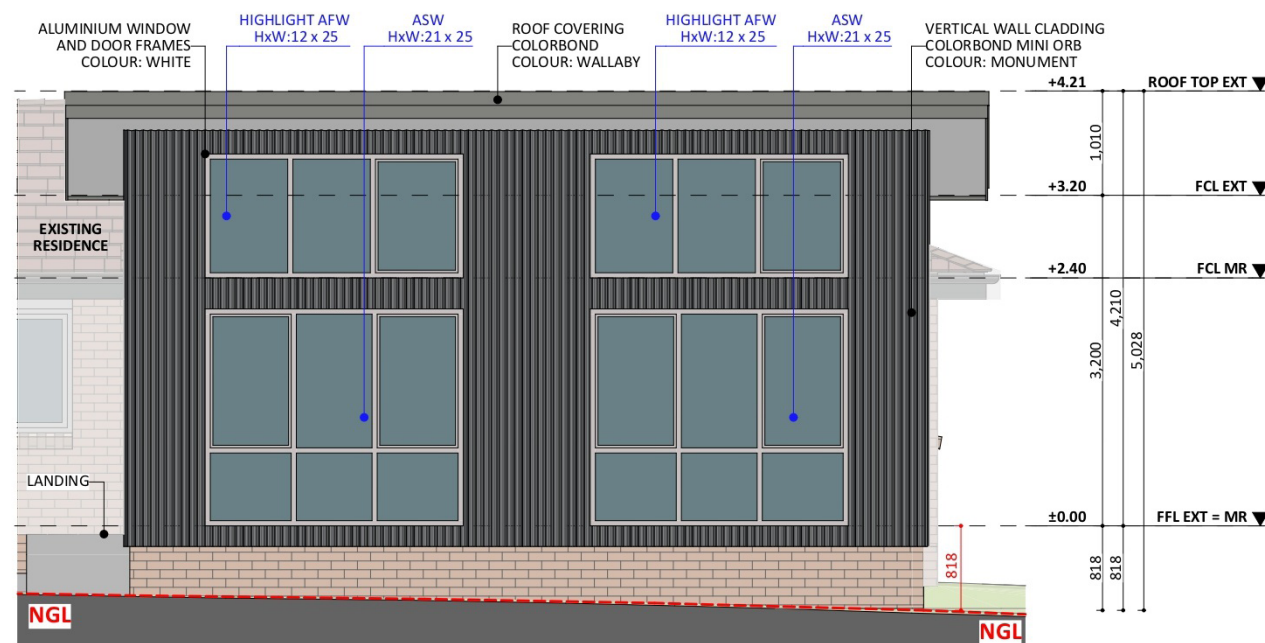 ALUMINIUM WINDOW
AND DOOR FRAMES
COLOUR: WHITE
HIGHLIGHT AFW
HxW:12 x 25
ASW
HxW:21 x 25
ROOF COVERING
COLORBOND
COLOUR: WALLABY
HIGHLIGHT AFW
HxW:12 x 25
ASW
HxW:21 x 25
VERTICAL WALL CLADDING
COLORBOND MINI ORB
COLOUR: MONUMENT
+4.21
ROOF TOP EXT
1,010
+3.20
FCL EXT
EXISTING
RESIDENCE
+2.40
FCL MR
4,210
3,200
5,028
LANDING
±0.00
FFL EXT = MR
818
818
818
NGL
NGL